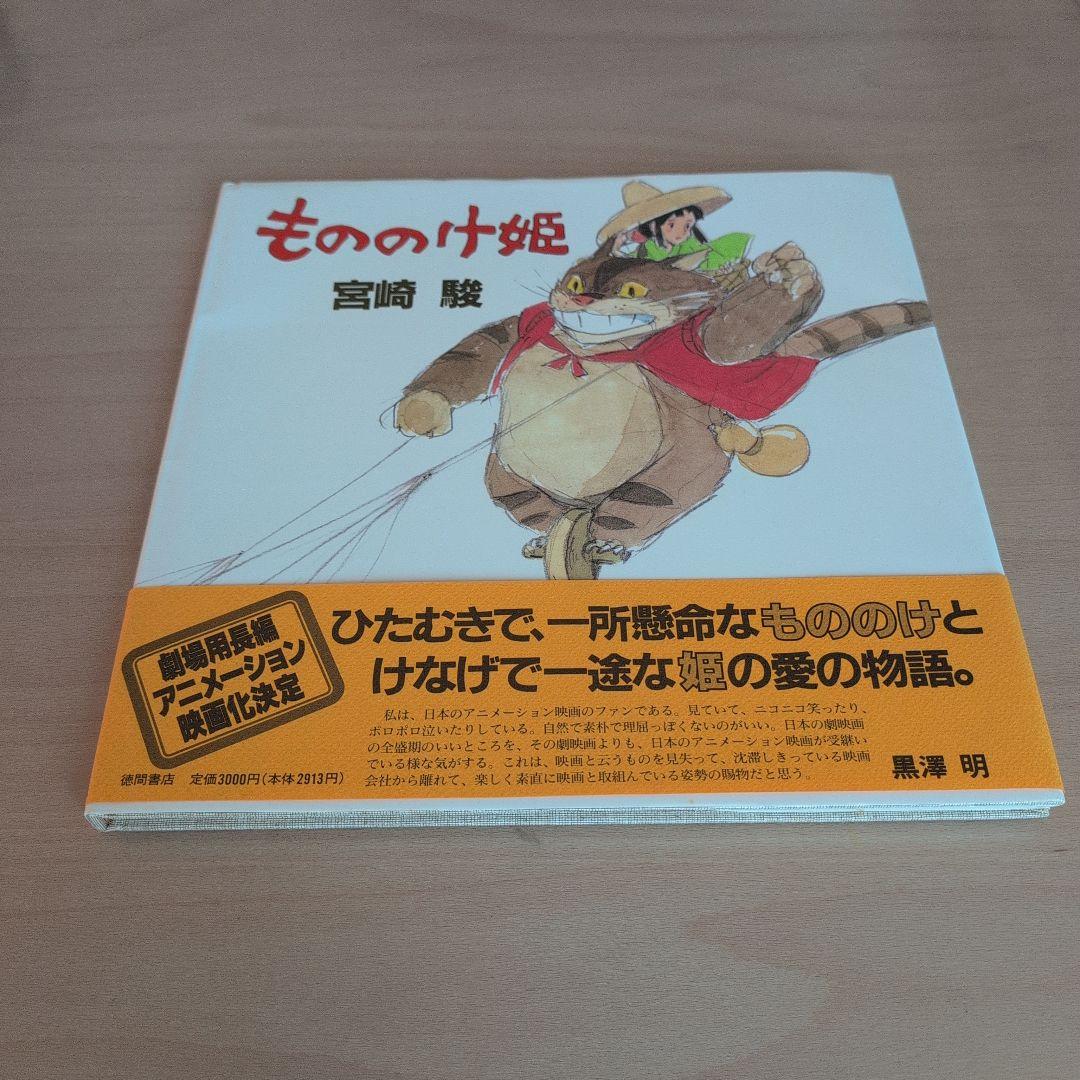 もののけ姫
宮崎 駿
劇場用長編
アニメーション
映画化決定
ひたむきで、一所懸命なもののけと
けなげで一途な姫の愛の物語。
私は、日本のアニメーション映画のファンである。見ていて、ニコニコ笑ったり、
ボロボロ泣いたりしている。自然で素朴で理屈っぽくないのがいい。日本の劇映画
の全盛期のいいところを、その劇映画よりも、日本のアニメーション映画が受継い
でいる様な気がする。これは、映画と云うものを見失って、沈滞しきっている映画
会社から離れて、楽しく素直に映画と取組んでいる姿勢の賜物だと思う。
黒澤 明
徳間書店 定価3000円(本体2913円)